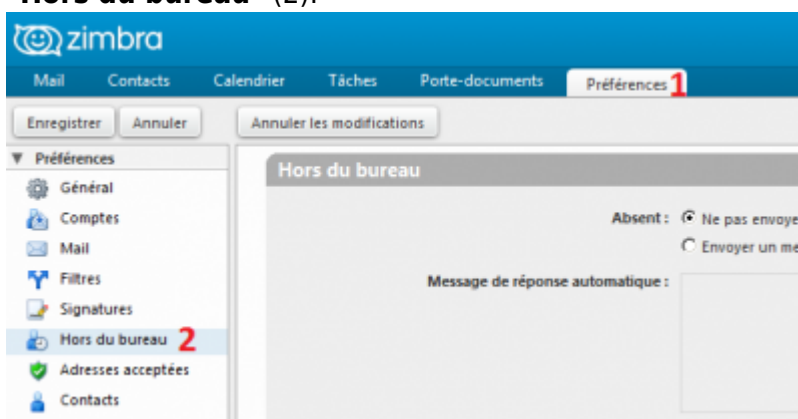 "Hors du bureau" (2).
zimbra
Mail Contacts Calendrier Tâches Porte-documents Préférences 1
Enregistrer Annuler Annuler les modifications
Préférences
Hors du bureau
Général
Absent : Ne pas envoye
Comptes
Envoyer un me
Mail
Filtres
Message de réponse automatique :
Signatures
Hors du bureau 2
Adresses acceptées
Contacts